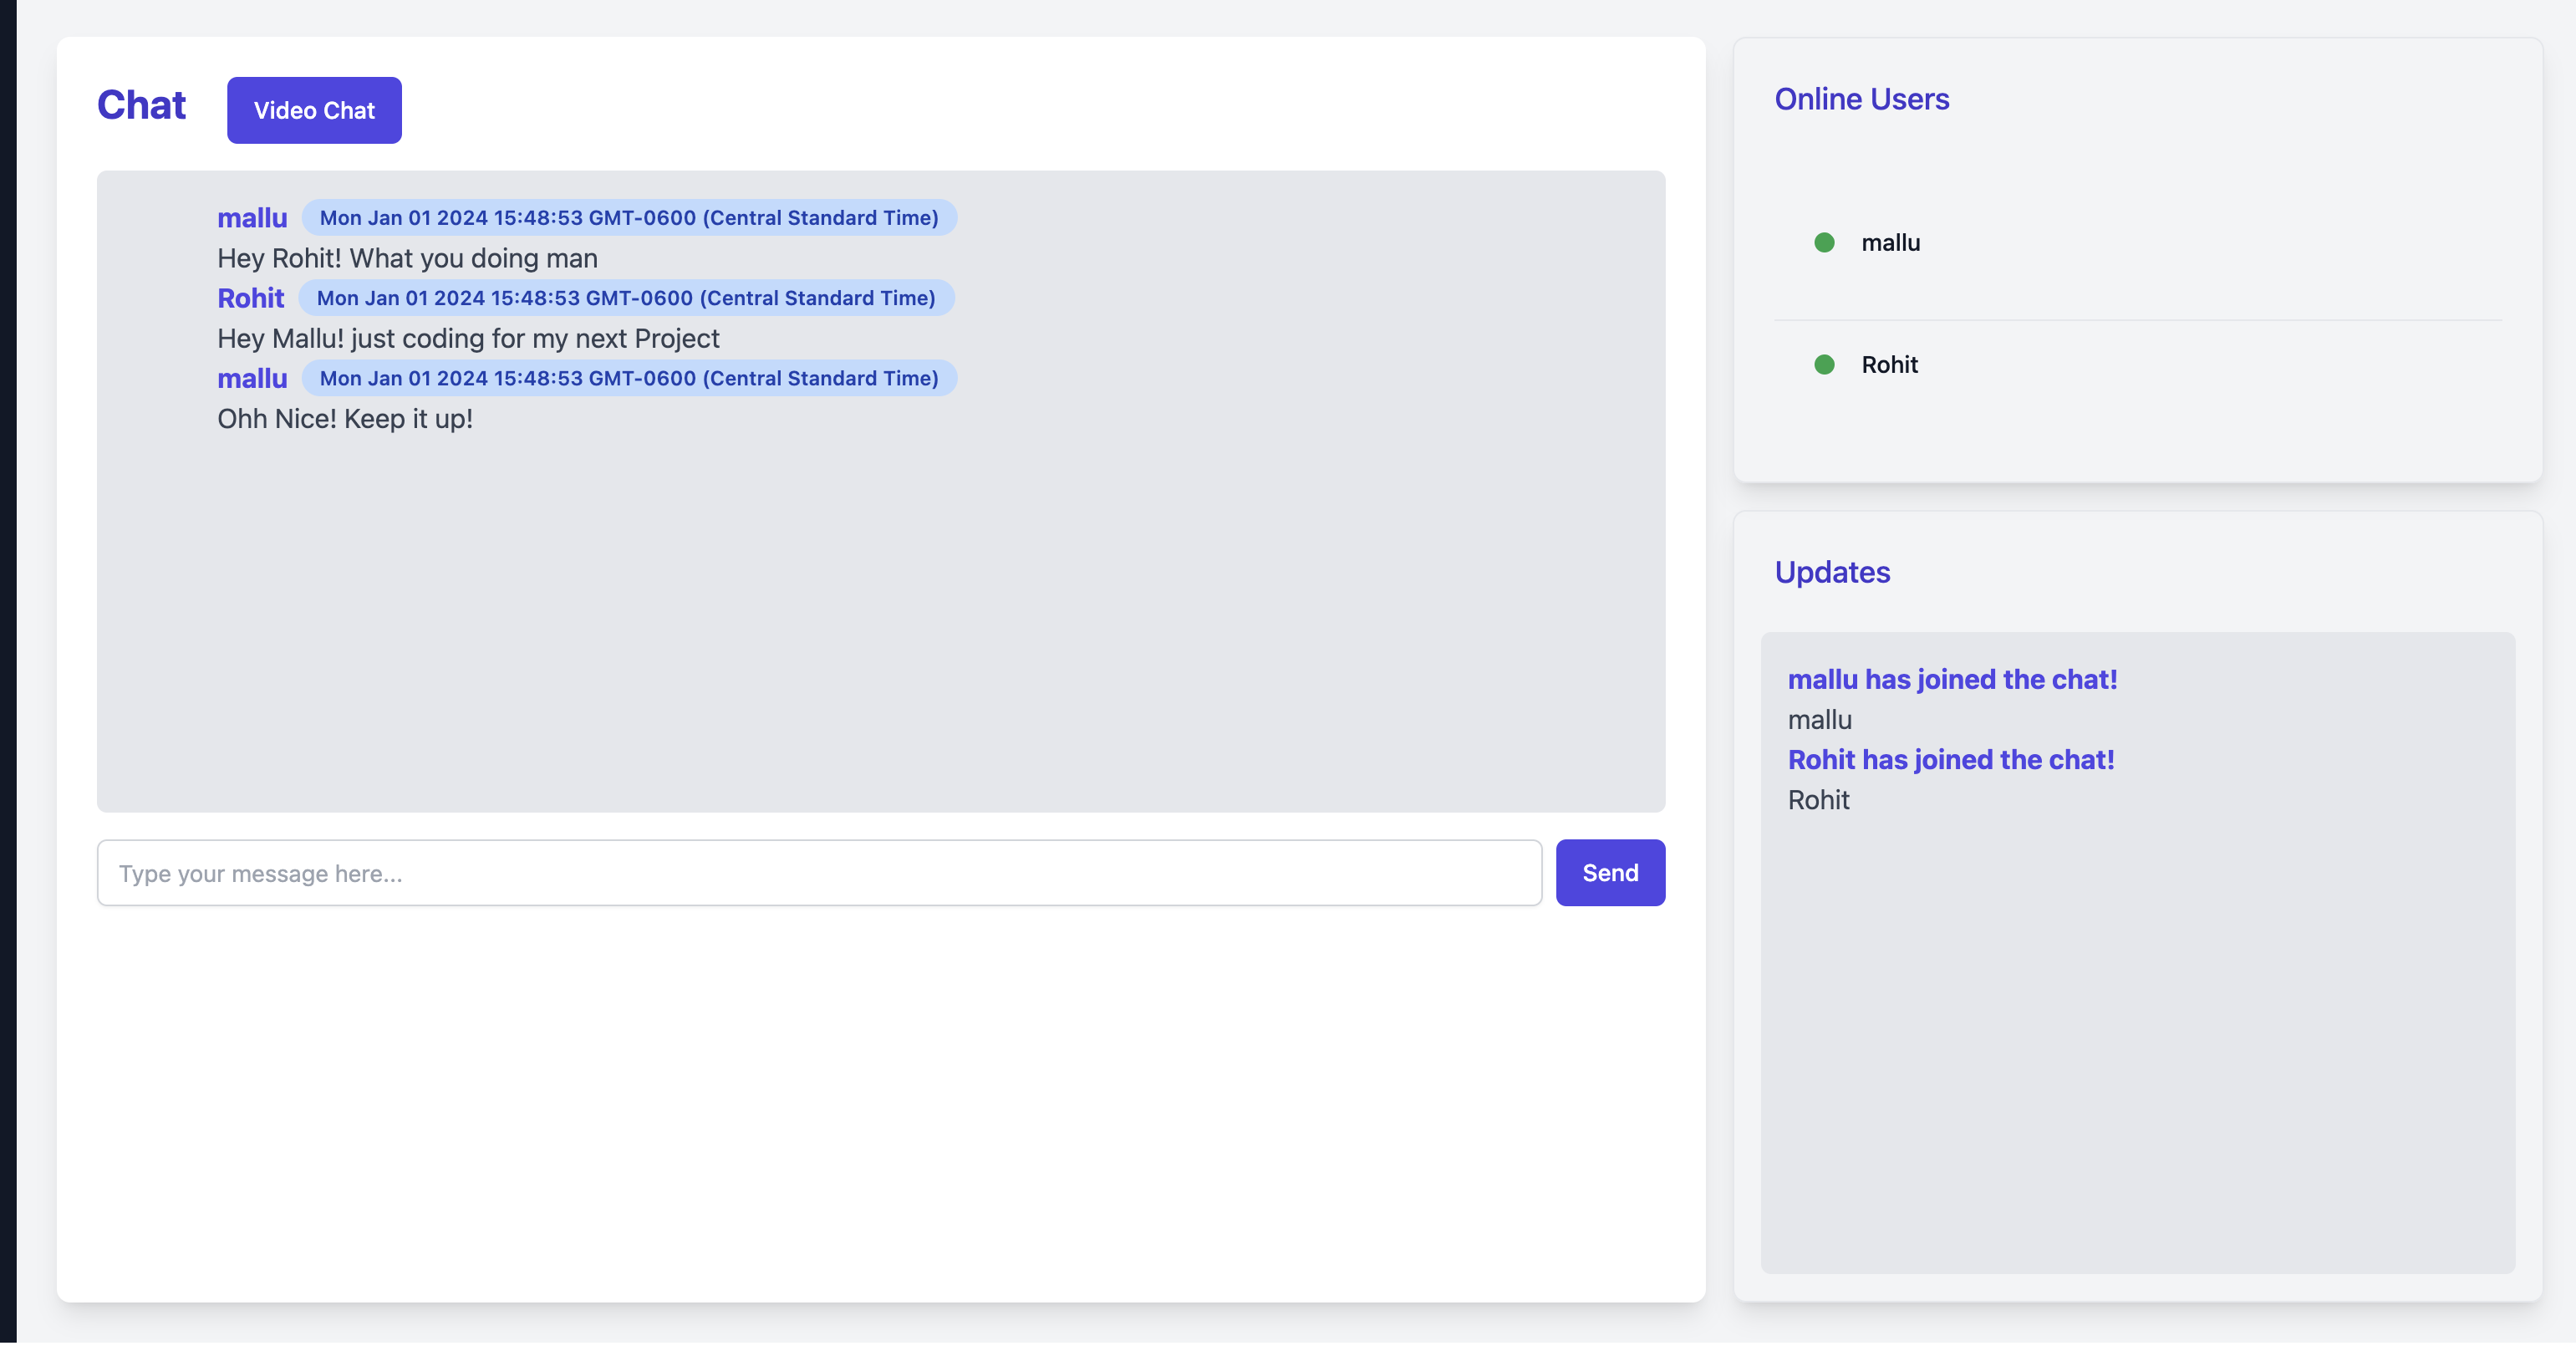 Chat
Video Chat
mallu Mon Jan 01 2024 15:48:53 GMT-0600 (Central Standard Time)
Hey Rohit! What you doing man
Rohit Mon Jan 01 2024 15:48:53 GMT-0600 (Central Standard Time)
Hey Mallu! just coding for my next Project
mallu Mon Jan 01 2024 15:48:53 GMT-0600 (Central Standard Time)
Ohh Nice! Keep it up!
Type your message here...
Send
Online Users
mallu
Rohit
Updates
mallu has joined the chat!
mallu
Rohit has joined the chat!
Rohit